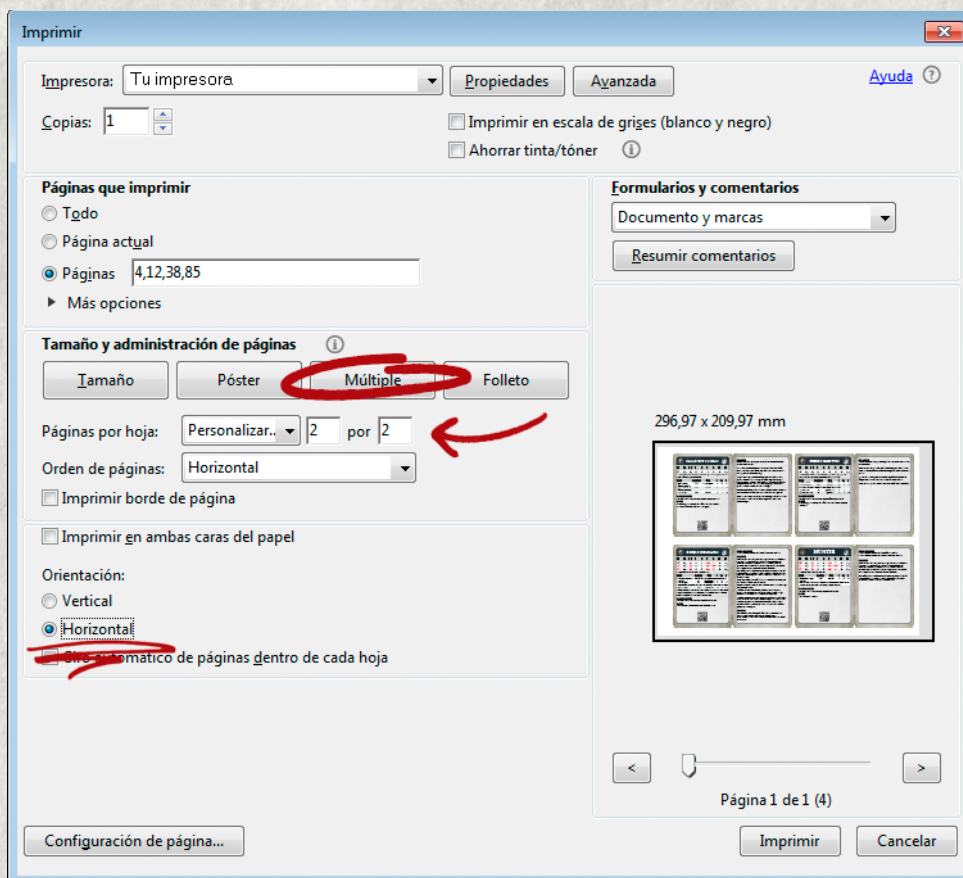 Imprimir
Impresora: Tu impresora Propiedades Avanzada Ayuda
Copias: 1 Imprimir en escala de grises (blanco y negro)
Ahorrar tinta/tóner
Páginas que imprimir
Todo
Página actual
Páginas 4,12,38,85
Más opciones
Formularios y comentarios
Documento y marcas
Resumir comentarios
Tamaño y administración de páginas
Tamaño Póster Múltiple Folleto
Páginas por hoja: Personalizar.. 2 por 2
Orden de páginas: Horizontal
Imprimir borde de página
Imprimir en ambas caras del papel
Orientación:
Vertical
Horizontal
Giro automático de páginas dentro de cada hoja
296,97 x 209,97 mm
< >
Página 1 de 1 (4)
Configuración de página... Imprimir Cancelar